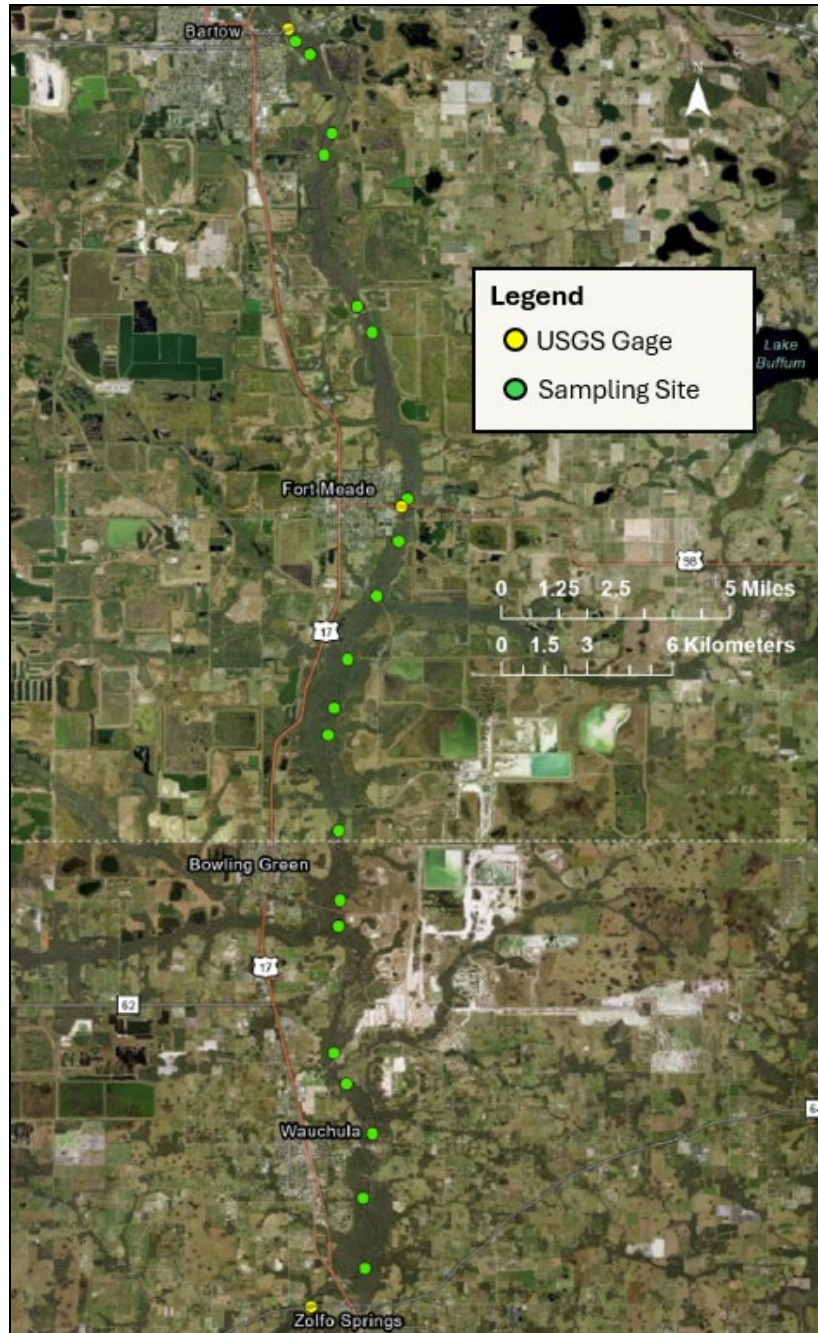 Bartow
N
Legend
USGS Gage
Sampling Site
Lake
Buffum
Fort Meade
98
0 1.25 2.5 5 Miles
17
0 1.5 3 6 Kilometers
Bowling Green
17
62
64
Wauchula
Zolfo Springs